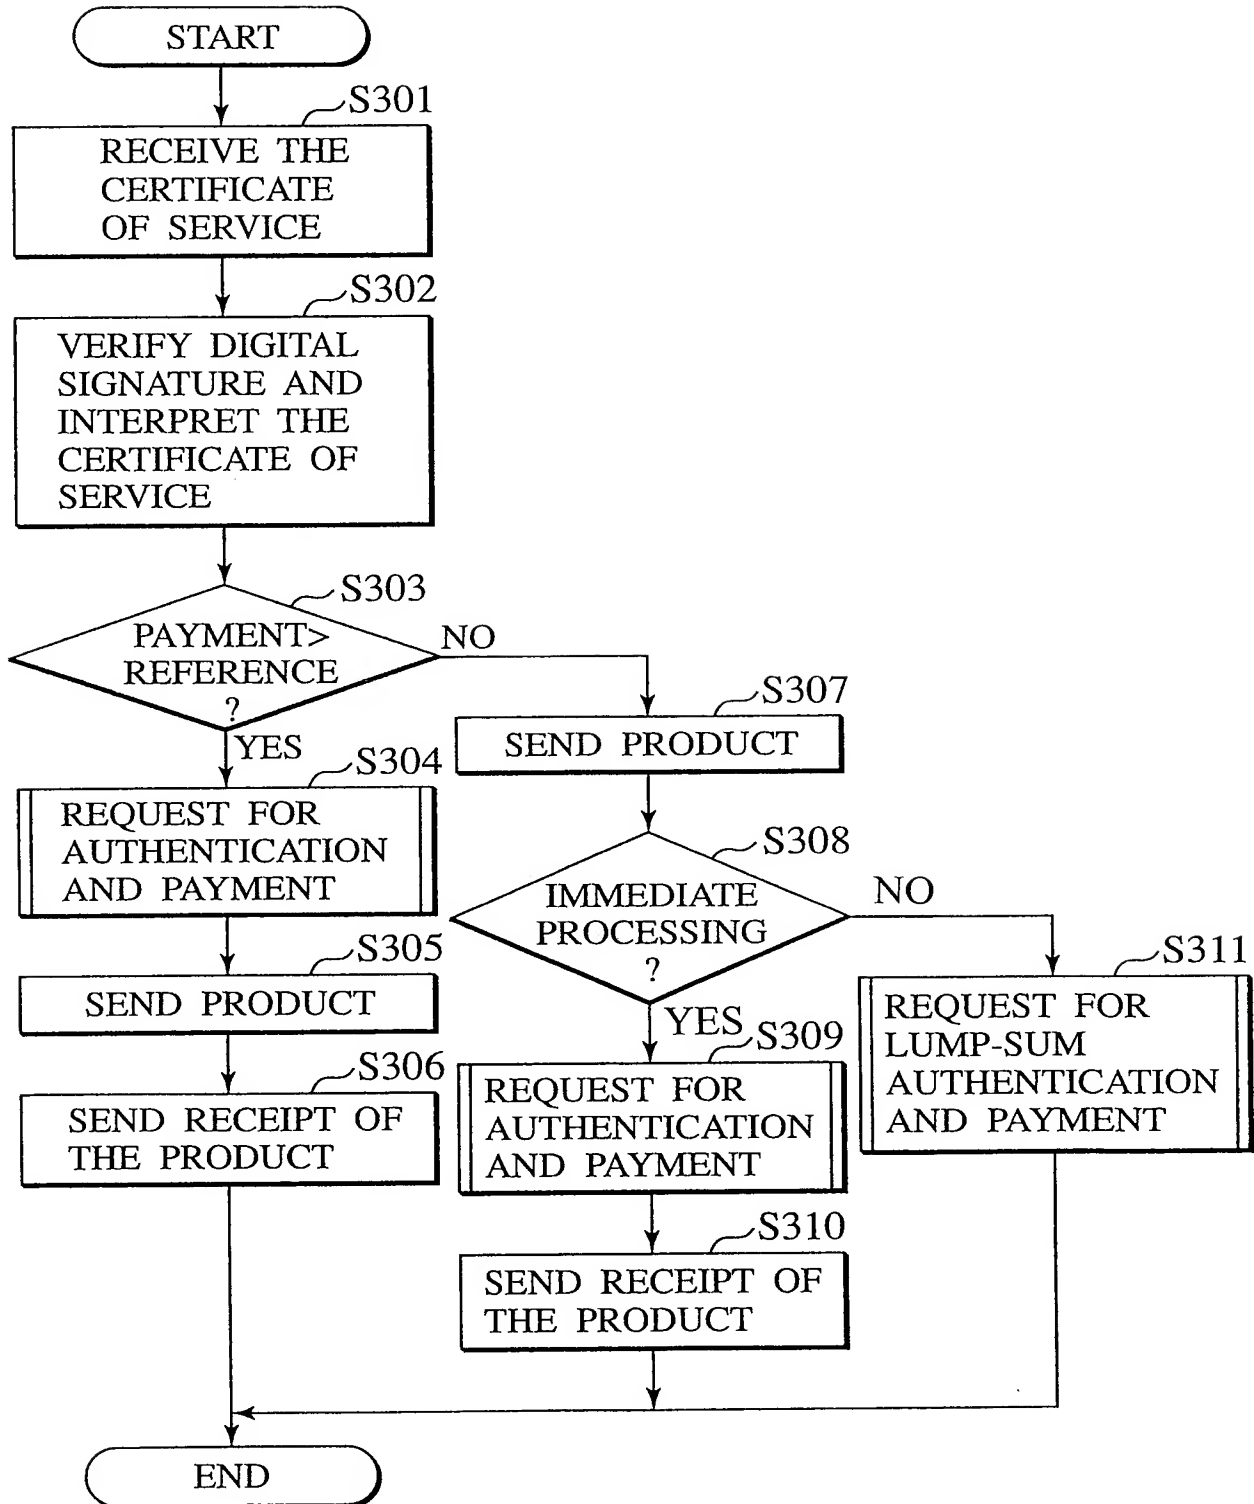 START
S301
RECEIVE THE
CERTIFICATE
OF SERVICE
S302
VERIFY DIGITAL
SIGNATURE AND
INTERPRET THE
CERTIFICATE OF
SERVICE
S303
PAYMENT>
REFERENCE
?
NO
YES
S304
REQUEST FOR
AUTHENTICATION
AND PAYMENT
S305
SEND PRODUCT
S306
SEND RECEIPT OF
THE PRODUCT
S307
SEND PRODUCT
S308
IMMEDIATE
PROCESSING
?
NO
YES
S309
REQUEST FOR
AUTHENTICATION
AND PAYMENT
S310
SEND RECEIPT OF
THE PRODUCT
S311
REQUEST FOR
LUMP-SUM
AUTHENTICATION
AND PAYMENT
END